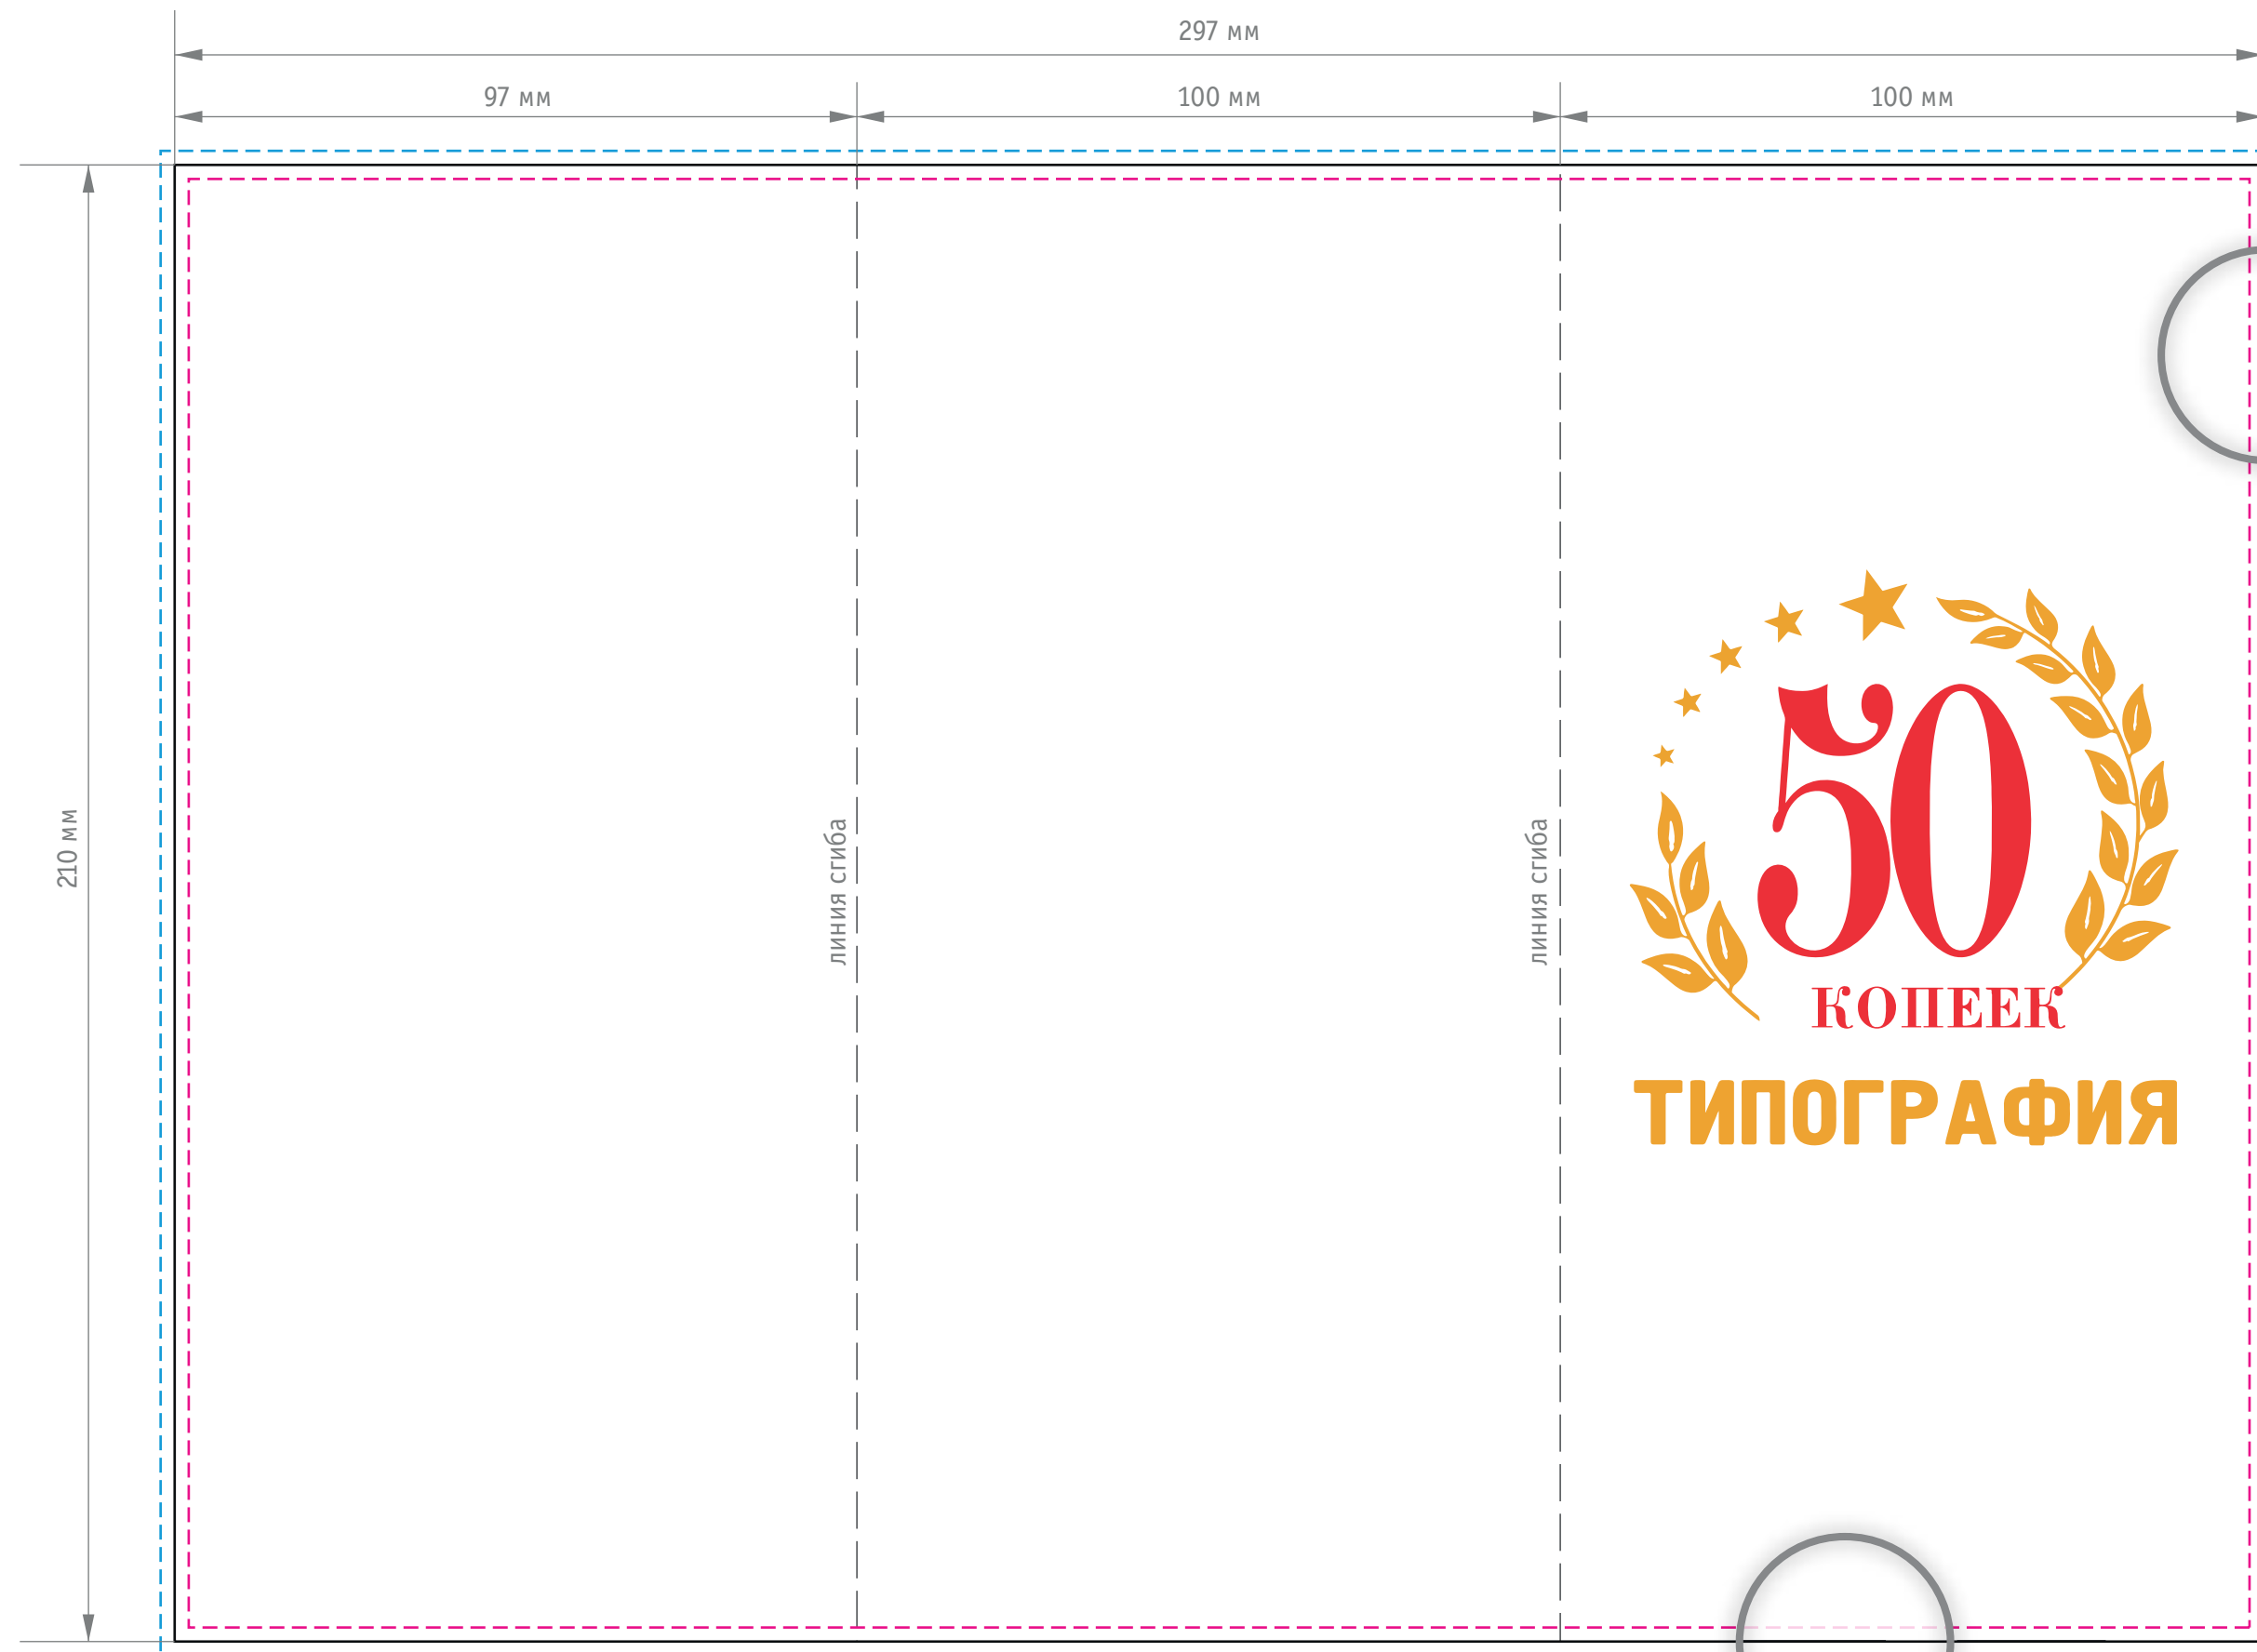 297 мм
97 мм
100 мм
100 мм
210 мм
линия сгиба
линия сгиба
50
КОПЕЕК
ТИПОГРАФИЯ